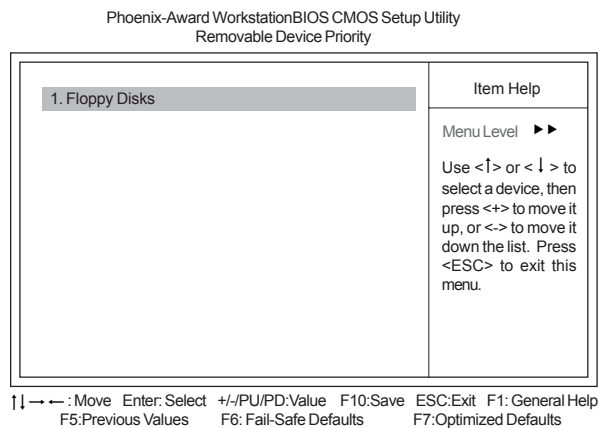 Phoenix-Award WorkstationBIOS CMOS Setup Utility
Removable Device Priority
1. Floppy Disks
Item Help
Menu Level ►►
Use <↑> or < ↓ > to
select a device, then
press <+> to move it
up, or <-> to move it
down the list. Press
<ESC> to exit this
menu.
↑↓→← : Move Enter: Select +/-/PU/PD:Value F10:Save ESC:Exit F1: General Help
F5:Previous Values F6: Fail-Safe Defaults F7:Optimized Defaults